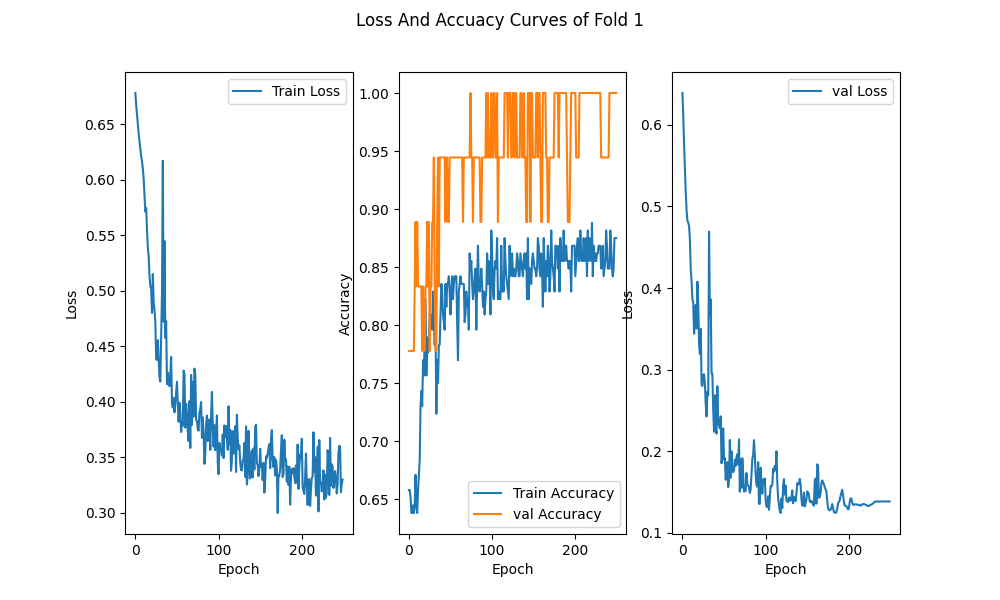 Loss And Accuacy Curves of Fold 1
Train Loss
0.65
0.60
0.55
0.50
0.45
0.40
0.35
0.30
Loss
0
100
200
Epoch
1.00
0.95
0.90
0.85
0.80
0.75
0.70
0.65
Accuracy
Train Accuracy
val Accuracy
0
100
200
Epoch
val Loss
0.6
0.5
0.4
0.3
0.2
0.1
Loss
0
100
200
Epoch